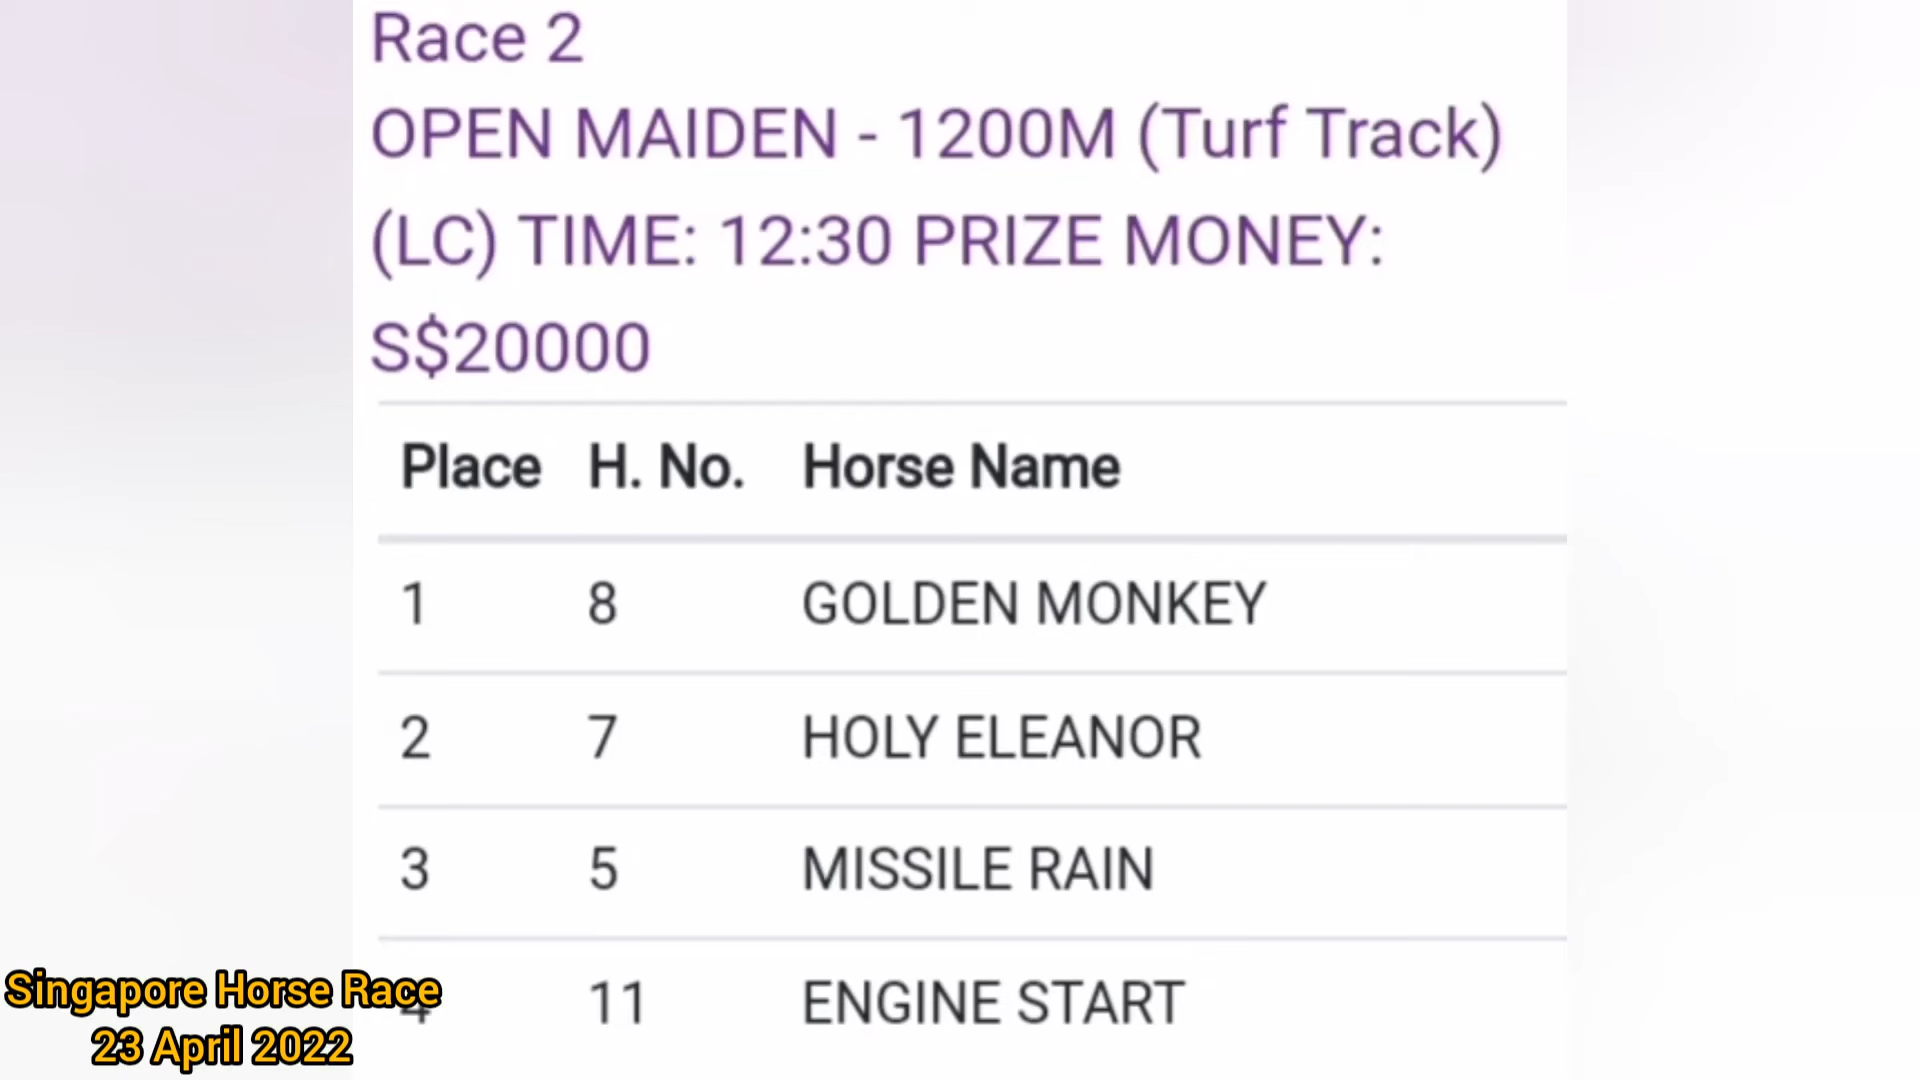 Race 2
OPEN MAIDEN - 1200M (Turf Track)
(LC) TIME: 12:30 PRIZE MONEY:
S$20000
Place H. No. Horse Name
1 8 GOLDEN MONKEY
2 7 HOLY ELEANOR
3 5 MISSILE RAIN
4 11 ENGINE START
Singapore Horse Race
23 April 2022